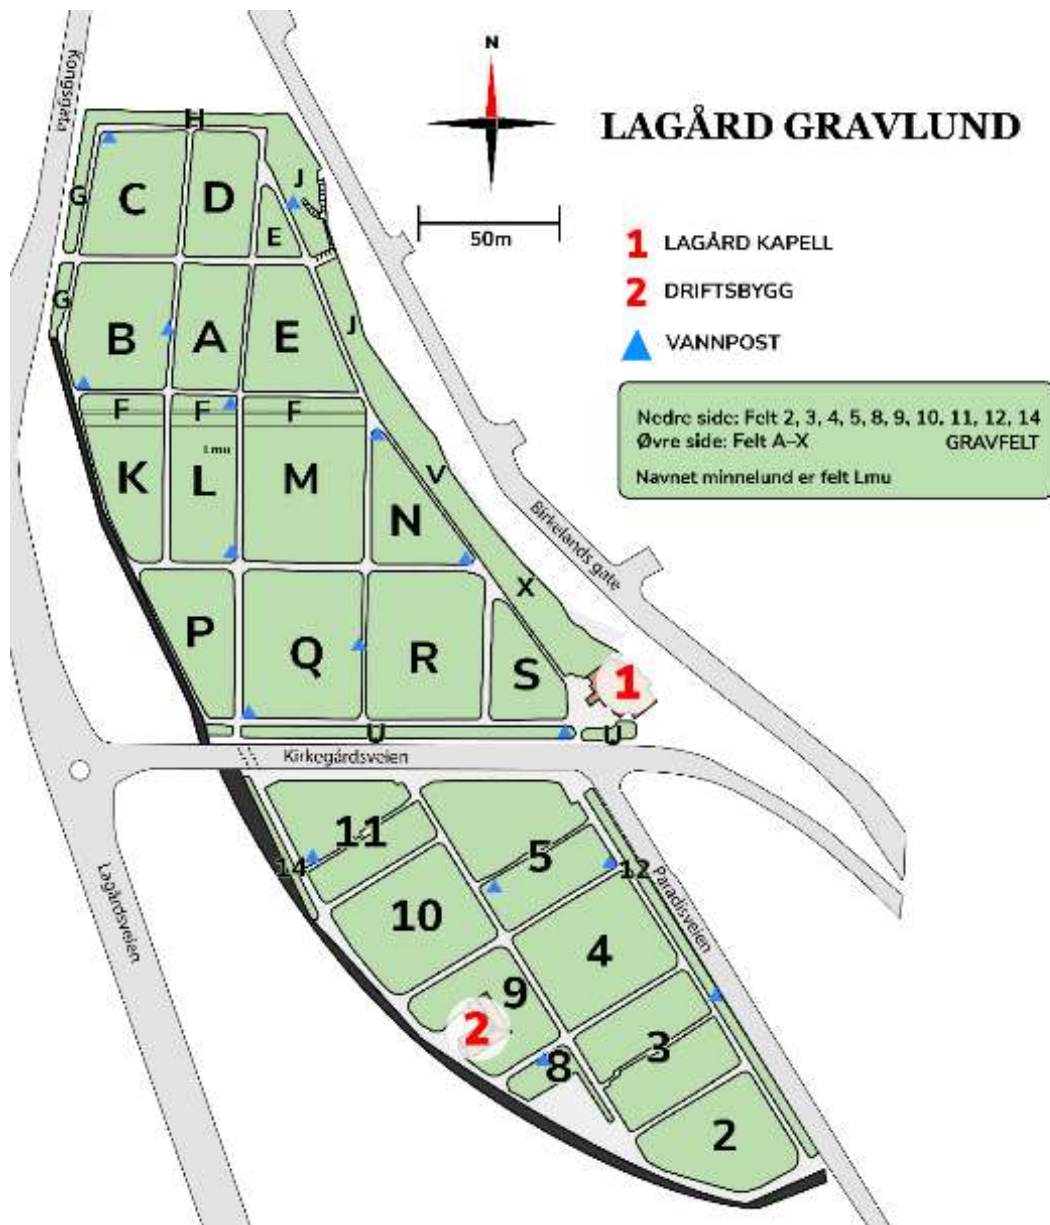 N
LAGÅRD GRAVLUND
50m
1 LAGÅRD KAPELL
2 DRIFTSBYGG
VANNPOST
Nedre side: Felt 2, 3, 4, 5, 8, 9, 10, 11, 12, 14
Øvre side: Felt A–X GRAVFELT
Navnet minnelund er felt Lmu
Kongsgata
H
G
C
D
J
E
G
B
A
E
J
F
F
F
Lmu
K
L
M
V
N
Birkelands gate
X
P
Q
R
S
1
U
U
Kirkegårdsveien
11
5
14
12
Paradisveien
Lagårdsveien
10
4
9
2
8
3
2